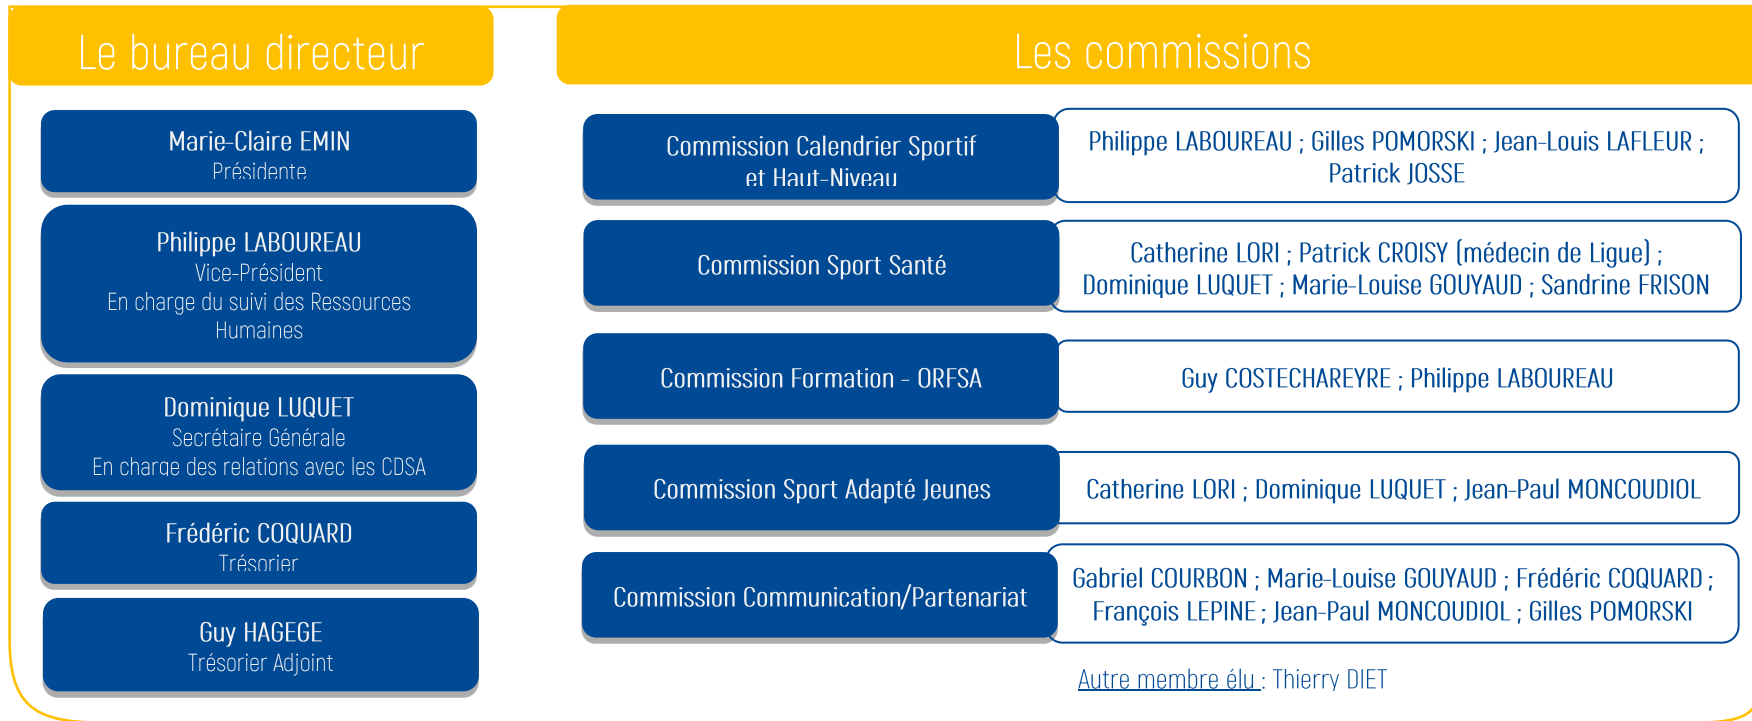 Le bureau directeur
Marie-Claire EMIN
Présidente
Philippe LABOUREAU
Vice-Président
En charge du suivi des Ressources
Humaines
Dominique LUQUET
Secrétaire Générale
En charge des relations avec les CDSA
Frédéric COQUARD
Trésorier
Guy HAGEGE
Trésorier Adjoint
Les commissions
Commission Calendrier Sportif
et Haut-Niveau
Philippe LABOUREAU ; Gilles POMORSKI ; Jean-Louis LAFLEUR ;
Patrick JOSSE
Commission Sport Santé
Catherine LORI ; Patrick CROISY (médecin de Ligue) ;
Dominique LUQUET ; Marie-Louise GOUYAUD ; Sandrine FRISON
Commission Formation - ORFSA
Guy COSTECHAREYRE ; Philippe LABOUREAU
Commission Sport Adapté Jeunes
Catherine LORI ; Dominique LUQUET ; Jean-Paul MONCOUDIOL
Commission Communication/Partenariat
Gabriel COURBON ; Marie-Louise GOUYAUD ; Frédéric COQUARD ;
François LEPINE ; Jean-Paul MONCOUDIOL ; Gilles POMORSKI
Autre membre élu : Thierry DIET